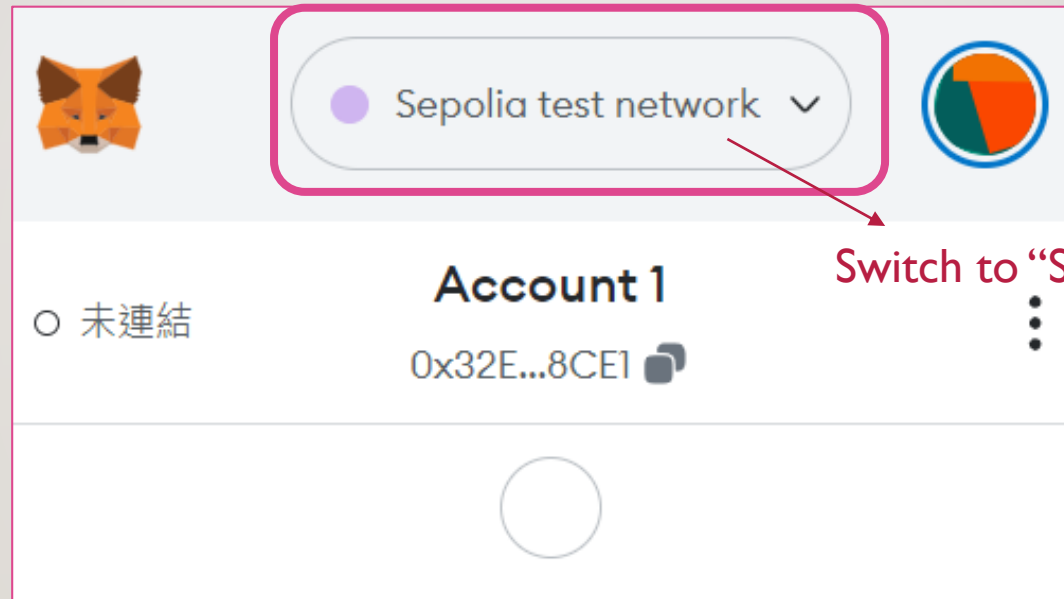 Sepolia test network
Switch to “S
Account 1
未連結
0x32E...8CE1